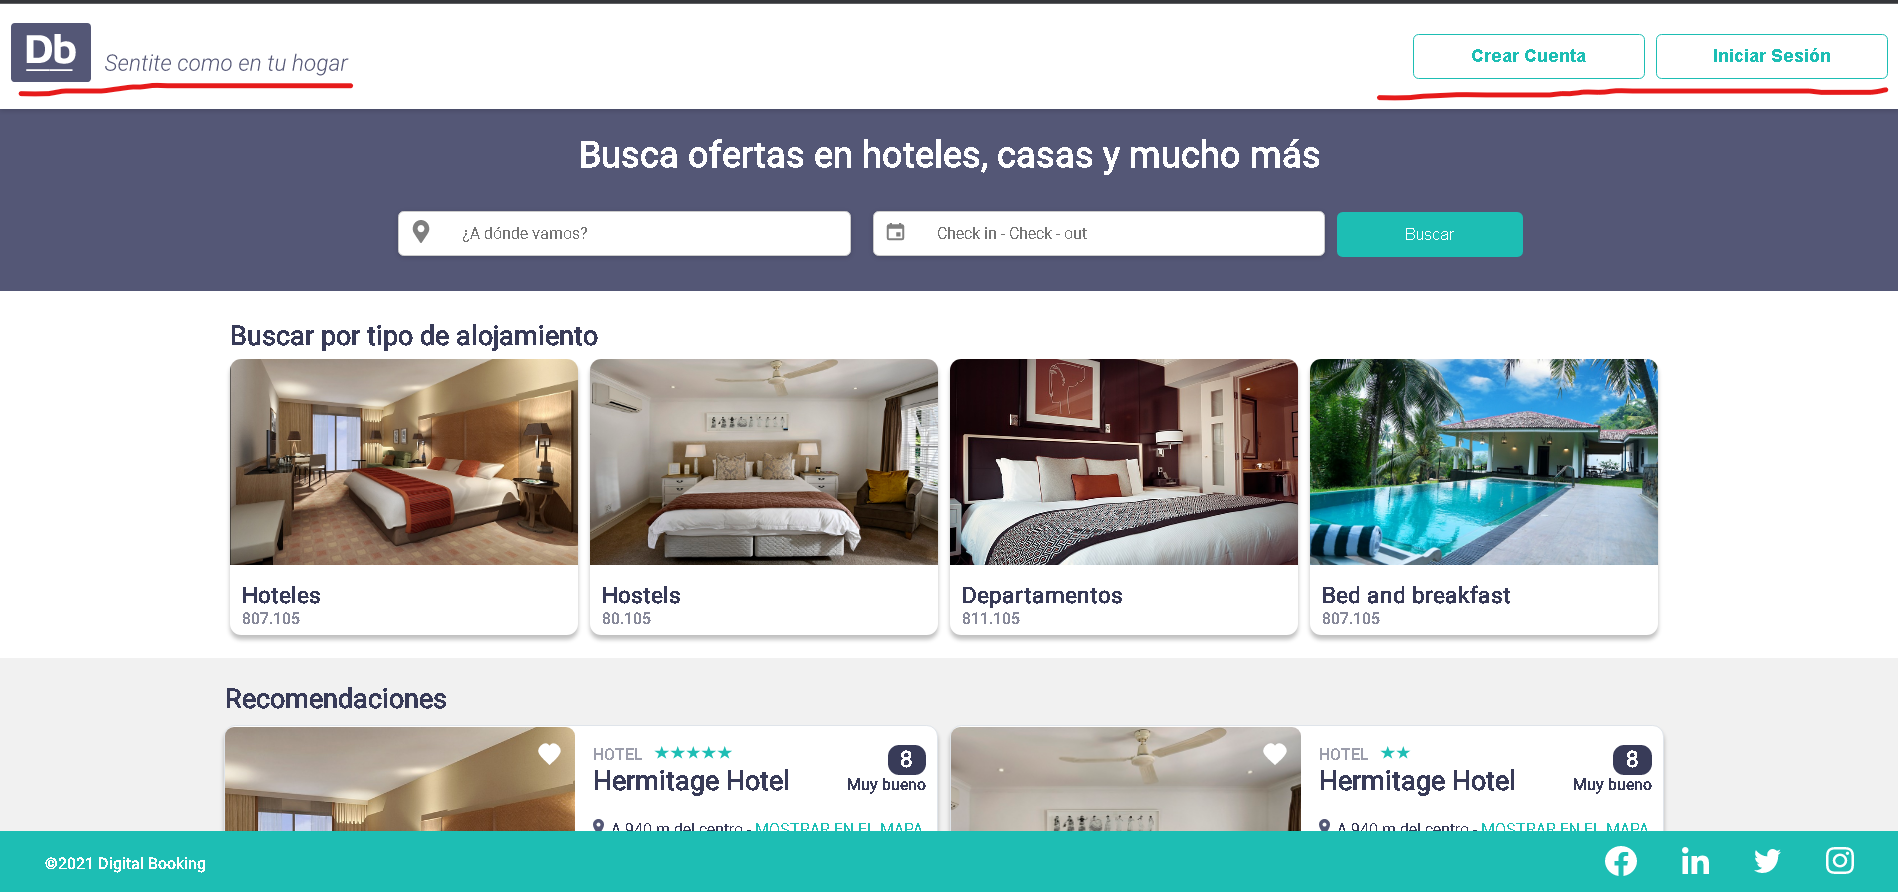 Db
Sentite como en tu hogar
Crear Cuenta
Iniciar Sesión
Busca ofertas en hoteles, casas y mucho más
¿A dónde vamos?
Check in - Check - out
Buscar
Buscar por tipo de alojamiento
Hoteles
807.105
Hostels
80.105
Departamentos
811.105
Bed and breakfast
807.105
Recomendaciones
HOTEL
8
Hermitage Hotel
Muy bueno
A 940 m del centro - MOSTRAR EN EL MAPA
HOTEL
8
Hermitage Hotel
Muy bueno
A 940 m del centro - MOSTRAR EN EL MAPA
©2021 Digital Booking